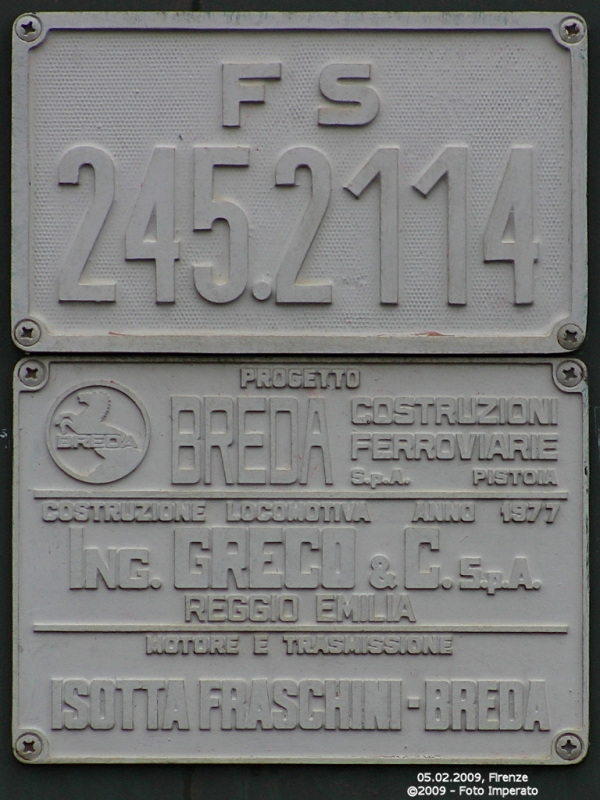 FS
245.2114
PROGETTO
BREDA
BREDA
COSTRUZIONI
FERROVIARIE
S.p.A. PISTOIA
COSTRUZIONE LOCOMOTIVA ANNO 1977
ING. GRECO & C. S.p.A.
REGGIO EMILIA
MOTORE E TRASMISSIONE
ISOTTA FRASCHINI-BREDA
05.02.2009, Firenze
©2009 - Foto Imperato